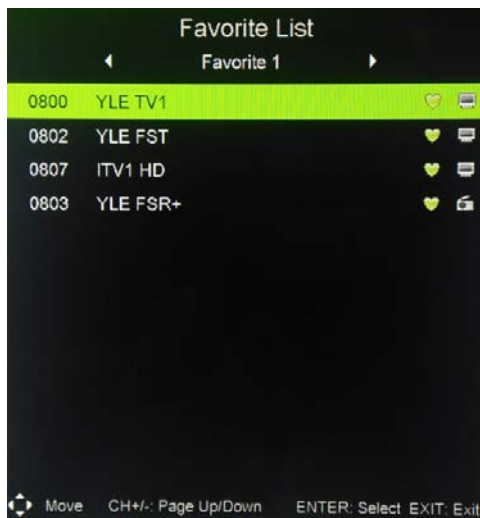 Favorite List
Favorite 1
0800 YLE TV1
0802 YLE FST
0807 ITV1 HD
0803 YLE FSR+
Move CH+/-: Page Up/Down ENTER: Select EXIT: Exit